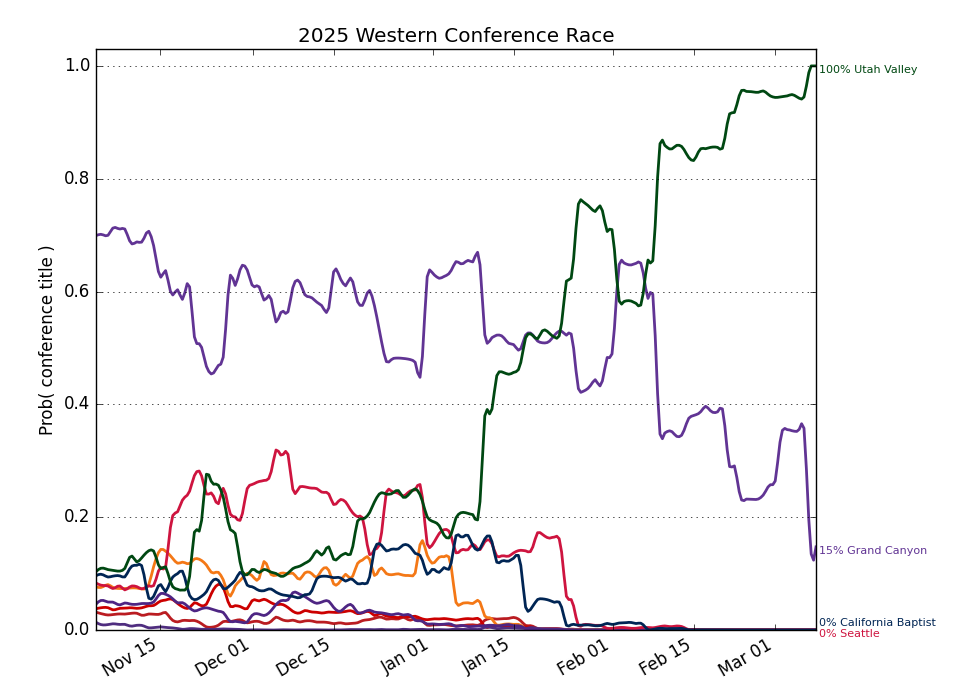 2025 Western Conference Race
Prob( conference title )
1.0
0.8
0.6
0.4
0.2
0.0
Nov 15
Dec 01
Dec 15
Jan 01
Jan 15
Feb 01
Feb 15
Mar 01
100% Utah Valley
15% Grand Canyon
0% California Baptist
0% Seattle